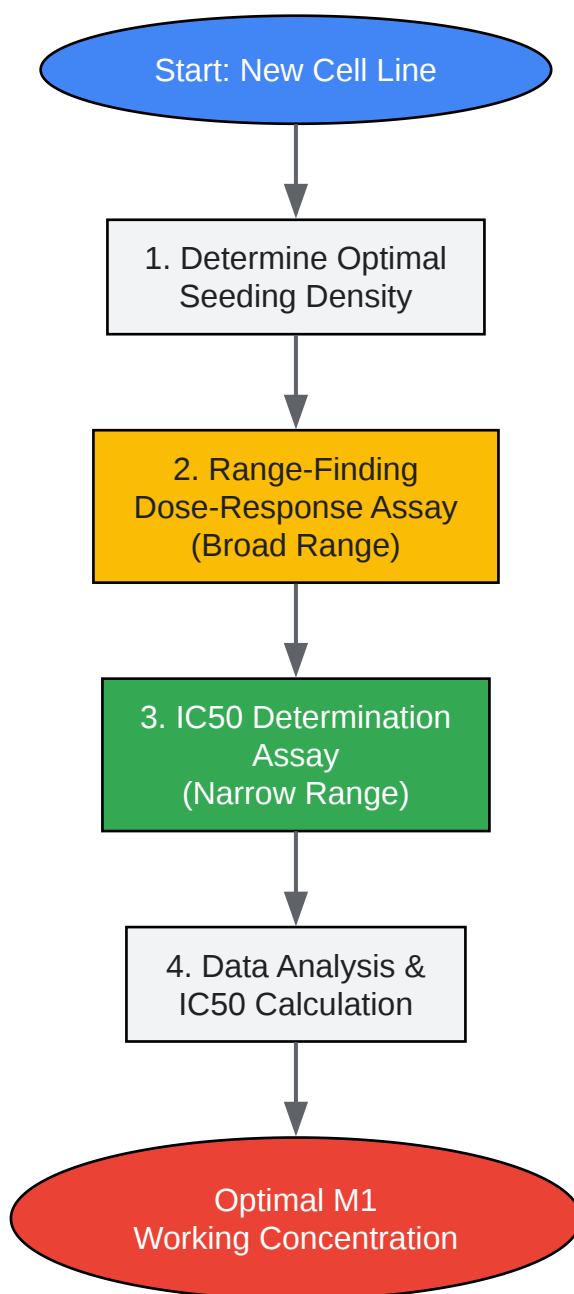 Start: New Cell Line
1. Determine Optimal
Seeding Density
2. Range-Finding
Dose-Response Assay
(Broad Range)
3. IC50 Determination
Assay
(Narrow Range)
4. Data Analysis &
IC50 Calculation
Optimal M1
Working Concentration